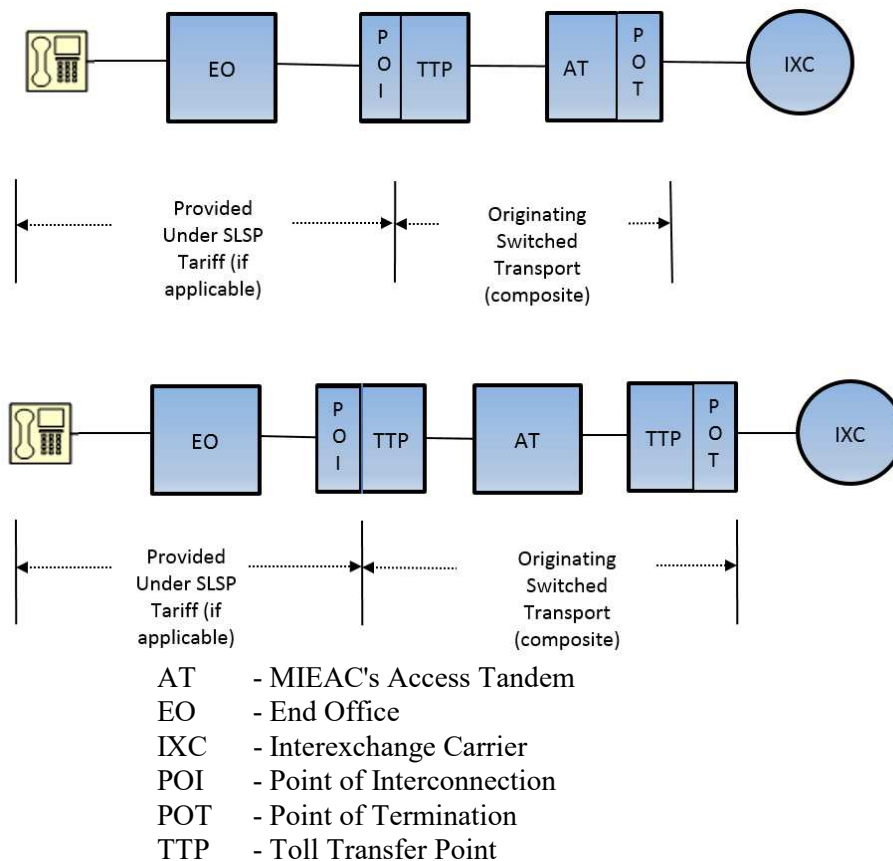 EO
P
O
I
TTP
AT
P
O
T
IXC
Provided
Under SLSP
Tariff (if
applicable)
Originating
Switched
Transport
(composite)
EO
P
O
I
TTP
AT
TTP
P
O
T
IXC
Provided
Under SLSP
Tariff (if
applicable)
Originating
Switched
Transport
(composite)
AT - MIEAC's Access Tandem
EO - End Office
IXC - Interexchange Carrier
POI - Point of Interconnection
POT - Point of Termination
TTP - Toll Transfer Point